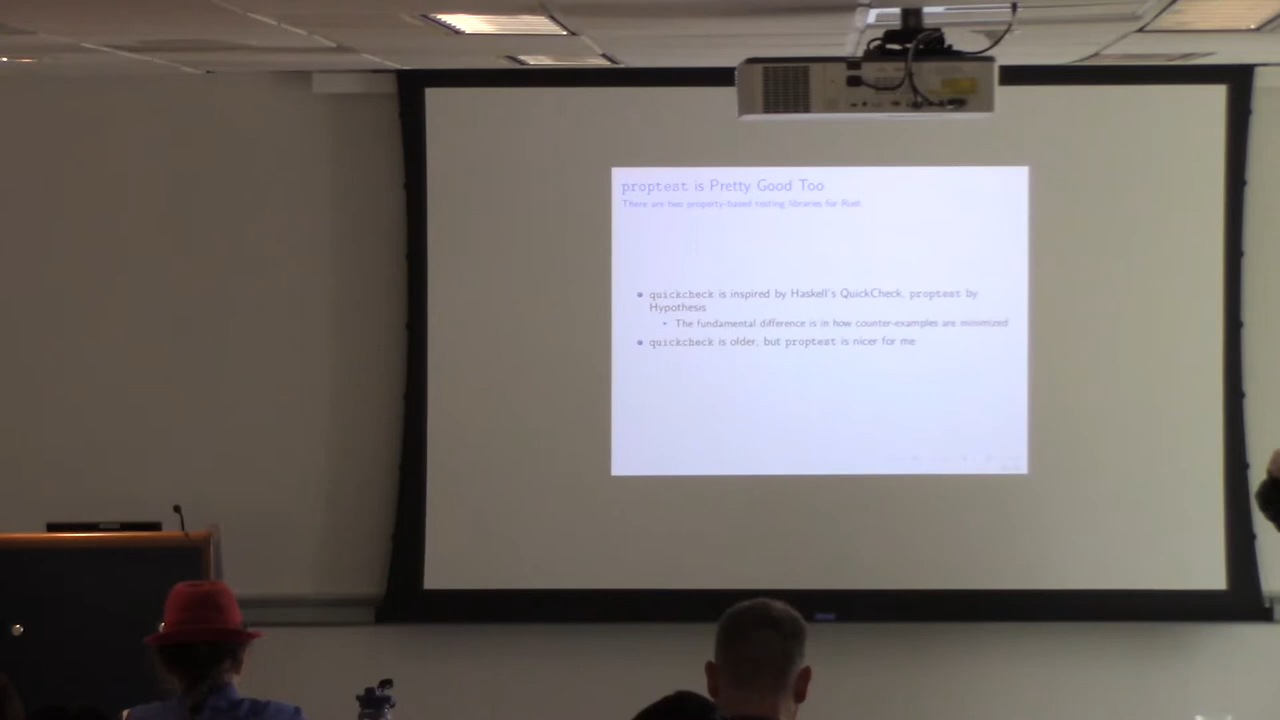 proptest is Pretty Good Too
There are two property-based testing libraries for Rust.
• quickcheck is inspired by Haskell's QuickCheck, proptest by
Hypothesis
• The fundamental difference is in how counter-examples are minimized
• quickcheck is older, but proptest is nicer for me